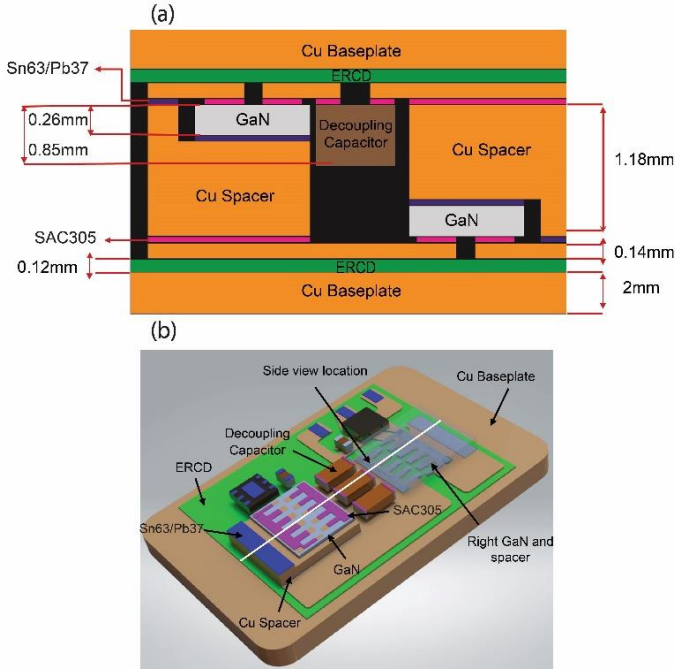 (a)
Cu Baseplate
Sn63/Pb37
ERCD
0.26mm
GaN
Decoupling
Capacitor
0.85mm
Cu Spacer
1.18mm
Cu Spacer
GaN
SAC305
0.14mm
0.12mm
ERCD
Cu Baseplate
2mm
(b)
Side view location
Cu Baseplate
Decoupling
Capacitor
ERCD
SAC305
Sn63/Pb37
Right GaN and
spacer
GaN
Cu Spacer